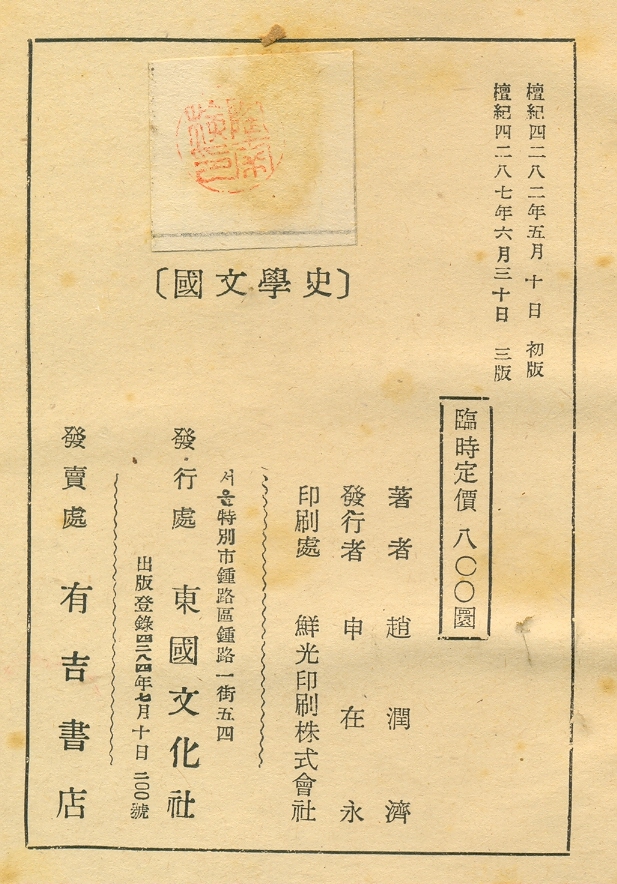 檀紀四二八二年五月 十 日 初版
檀紀四二八七年六月三十日 三版
〔國文學史〕
臨時定價 八〇〇圜
著者 趙潤濟
發行者 申在永
印刷處 鮮光印刷株式會社
서울特別市鍾路區鍾路一街五四
發行處 東國文化社
出版登錄四二八四年七月十日 二〇〇號
發賣處 有吉書店